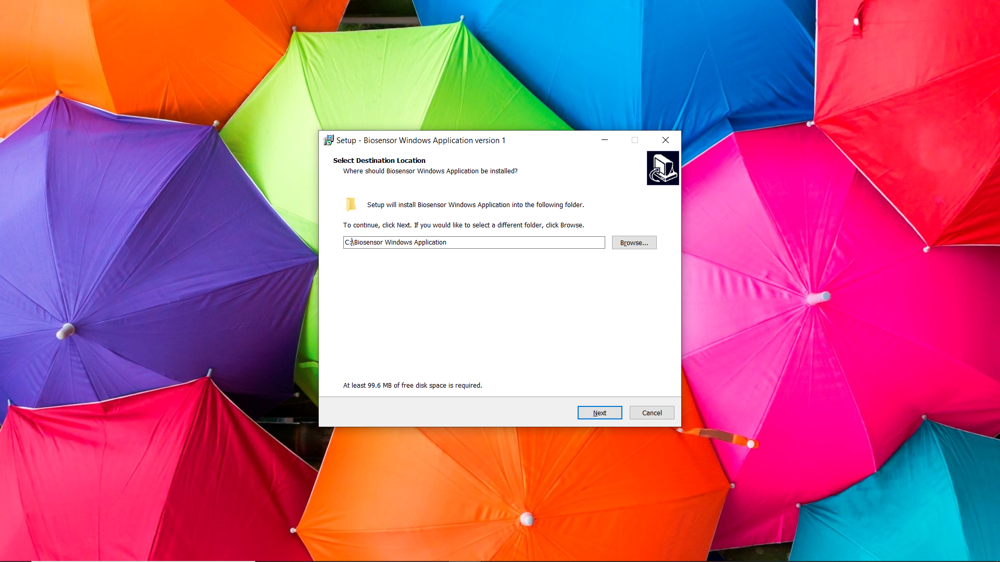 Setup - Biosensor Windows Application version 1
Select Destination Location
Where should Biosensor Windows Application be installed?
Setup will install Biosensor Windows Application into the following folder.
To continue, click Next. If you would like to select a different folder, click Browse.
C:\Biosensor Windows Application
Browse...
At least 99.6 MB of free disk space is required.
Next
Cancel